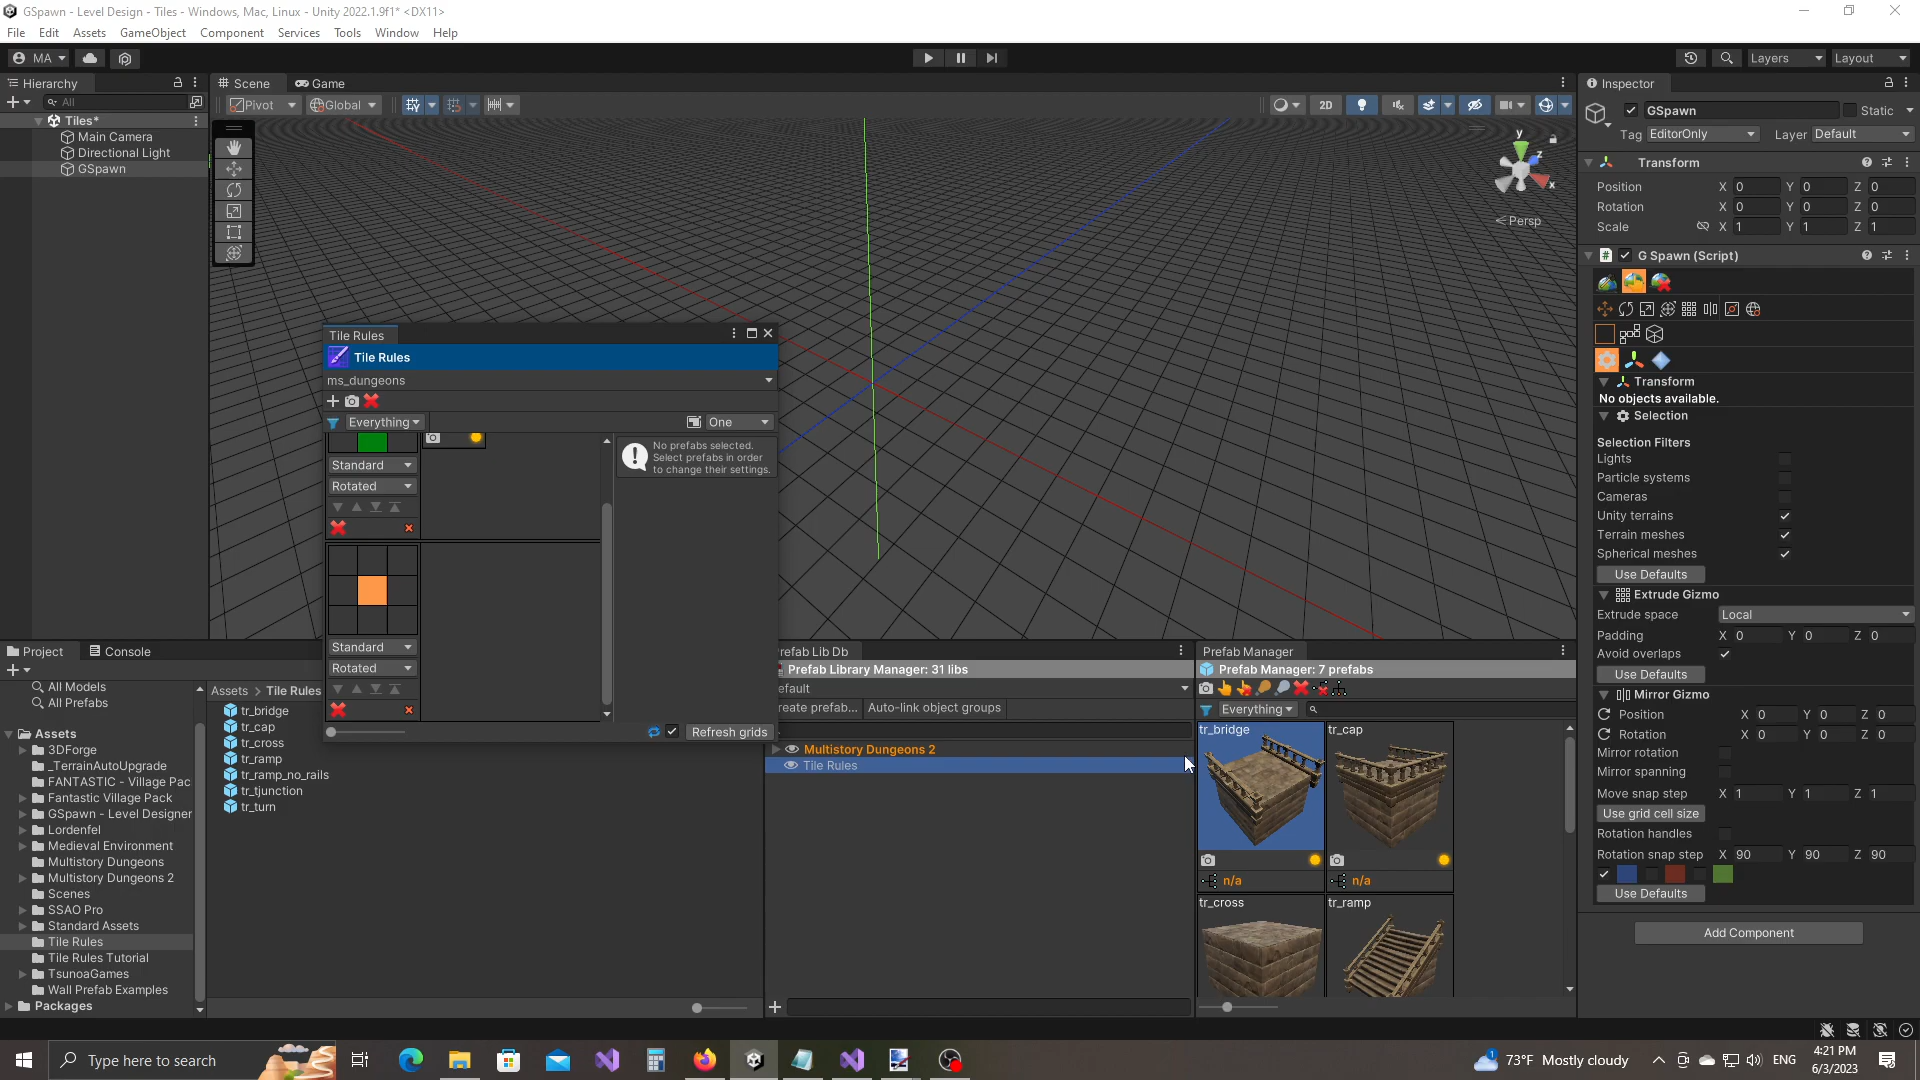 GSpawn - Level Design - Tiles - Windows, Mac, Linux - Unity 2022.1.9f1* <DX11>
File Edit Assets GameObject Component Services Tools Window Help
MA
Layers
Layout
Hierarchy
All
Tiles*
Main Camera
Directional Light
GSpawn
Scene
Game
Pivot
Global
2D
y
z
x
< Persp
Tile Rules
Tile Rules
ms_dungeons
Everything
One
Standard
Rotated
No prefabs selected.
Select prefabs in order
to change their settings.
Standard
Rotated
Refresh grids
Project
Console
All Models
All Prefabs
Assets
3DForge
_TerrainAutoUpgrade
FANTASTIC - Village Pac
Fantastic Village Pack
GSpawn - Level Designer
Lordenfel
Medieval Environment
Multistory Dungeons
Multistory Dungeons 2
Scenes
SSAO Pro
Standard Assets
Tile Rules
Tile Rules Tutorial
TsunoaGames
Wall Prefab Examples
Packages
Assets > Tile Rules
tr_bridge
tr_cap
tr_cross
tr_ramp
tr_ramp_no_rails
tr_tjunction
tr_turn
refab Lib Db
Prefab Library Manager: 31 libs
efault
reate prefab...
Auto-link object groups
Multistory Dungeons 2
Tile Rules
Prefab Manager
Prefab Manager: 7 prefabs
Everything
tr_bridge
tr_cap
n/a
n/a
tr_cross
tr_ramp
Inspector
GSpawn
Static
Tag EditorOnly
Layer Default
Transform
Position X 0 Y 0 Z 0
Rotation X 0 Y 0 Z 0
Scale X 1 Y 1 Z 1
G Spawn (Script)
Transform
No objects available.
Selection
Selection Filters
Lights
Particle systems
Cameras
Unity terrains
Terrain meshes
Spherical meshes
Use Defaults
Extrude Gizmo
Extrude space Local
Padding X 0 Y 0 Z 0
Avoid overlaps
Use Defaults
Mirror Gizmo
Position X 0 Y 0 Z 0
Rotation X 0 Y 0 Z 0
Mirror rotation
Mirror spanning
Move snap step X 1 Y 1 Z 1
Use grid cell size
Rotation handles
Rotation snap step X 90 Y 90 Z 90
Use Defaults
Add Component
Type here to search
73°F Mostly cloudy
ENG
4:21 PM
6/3/2023